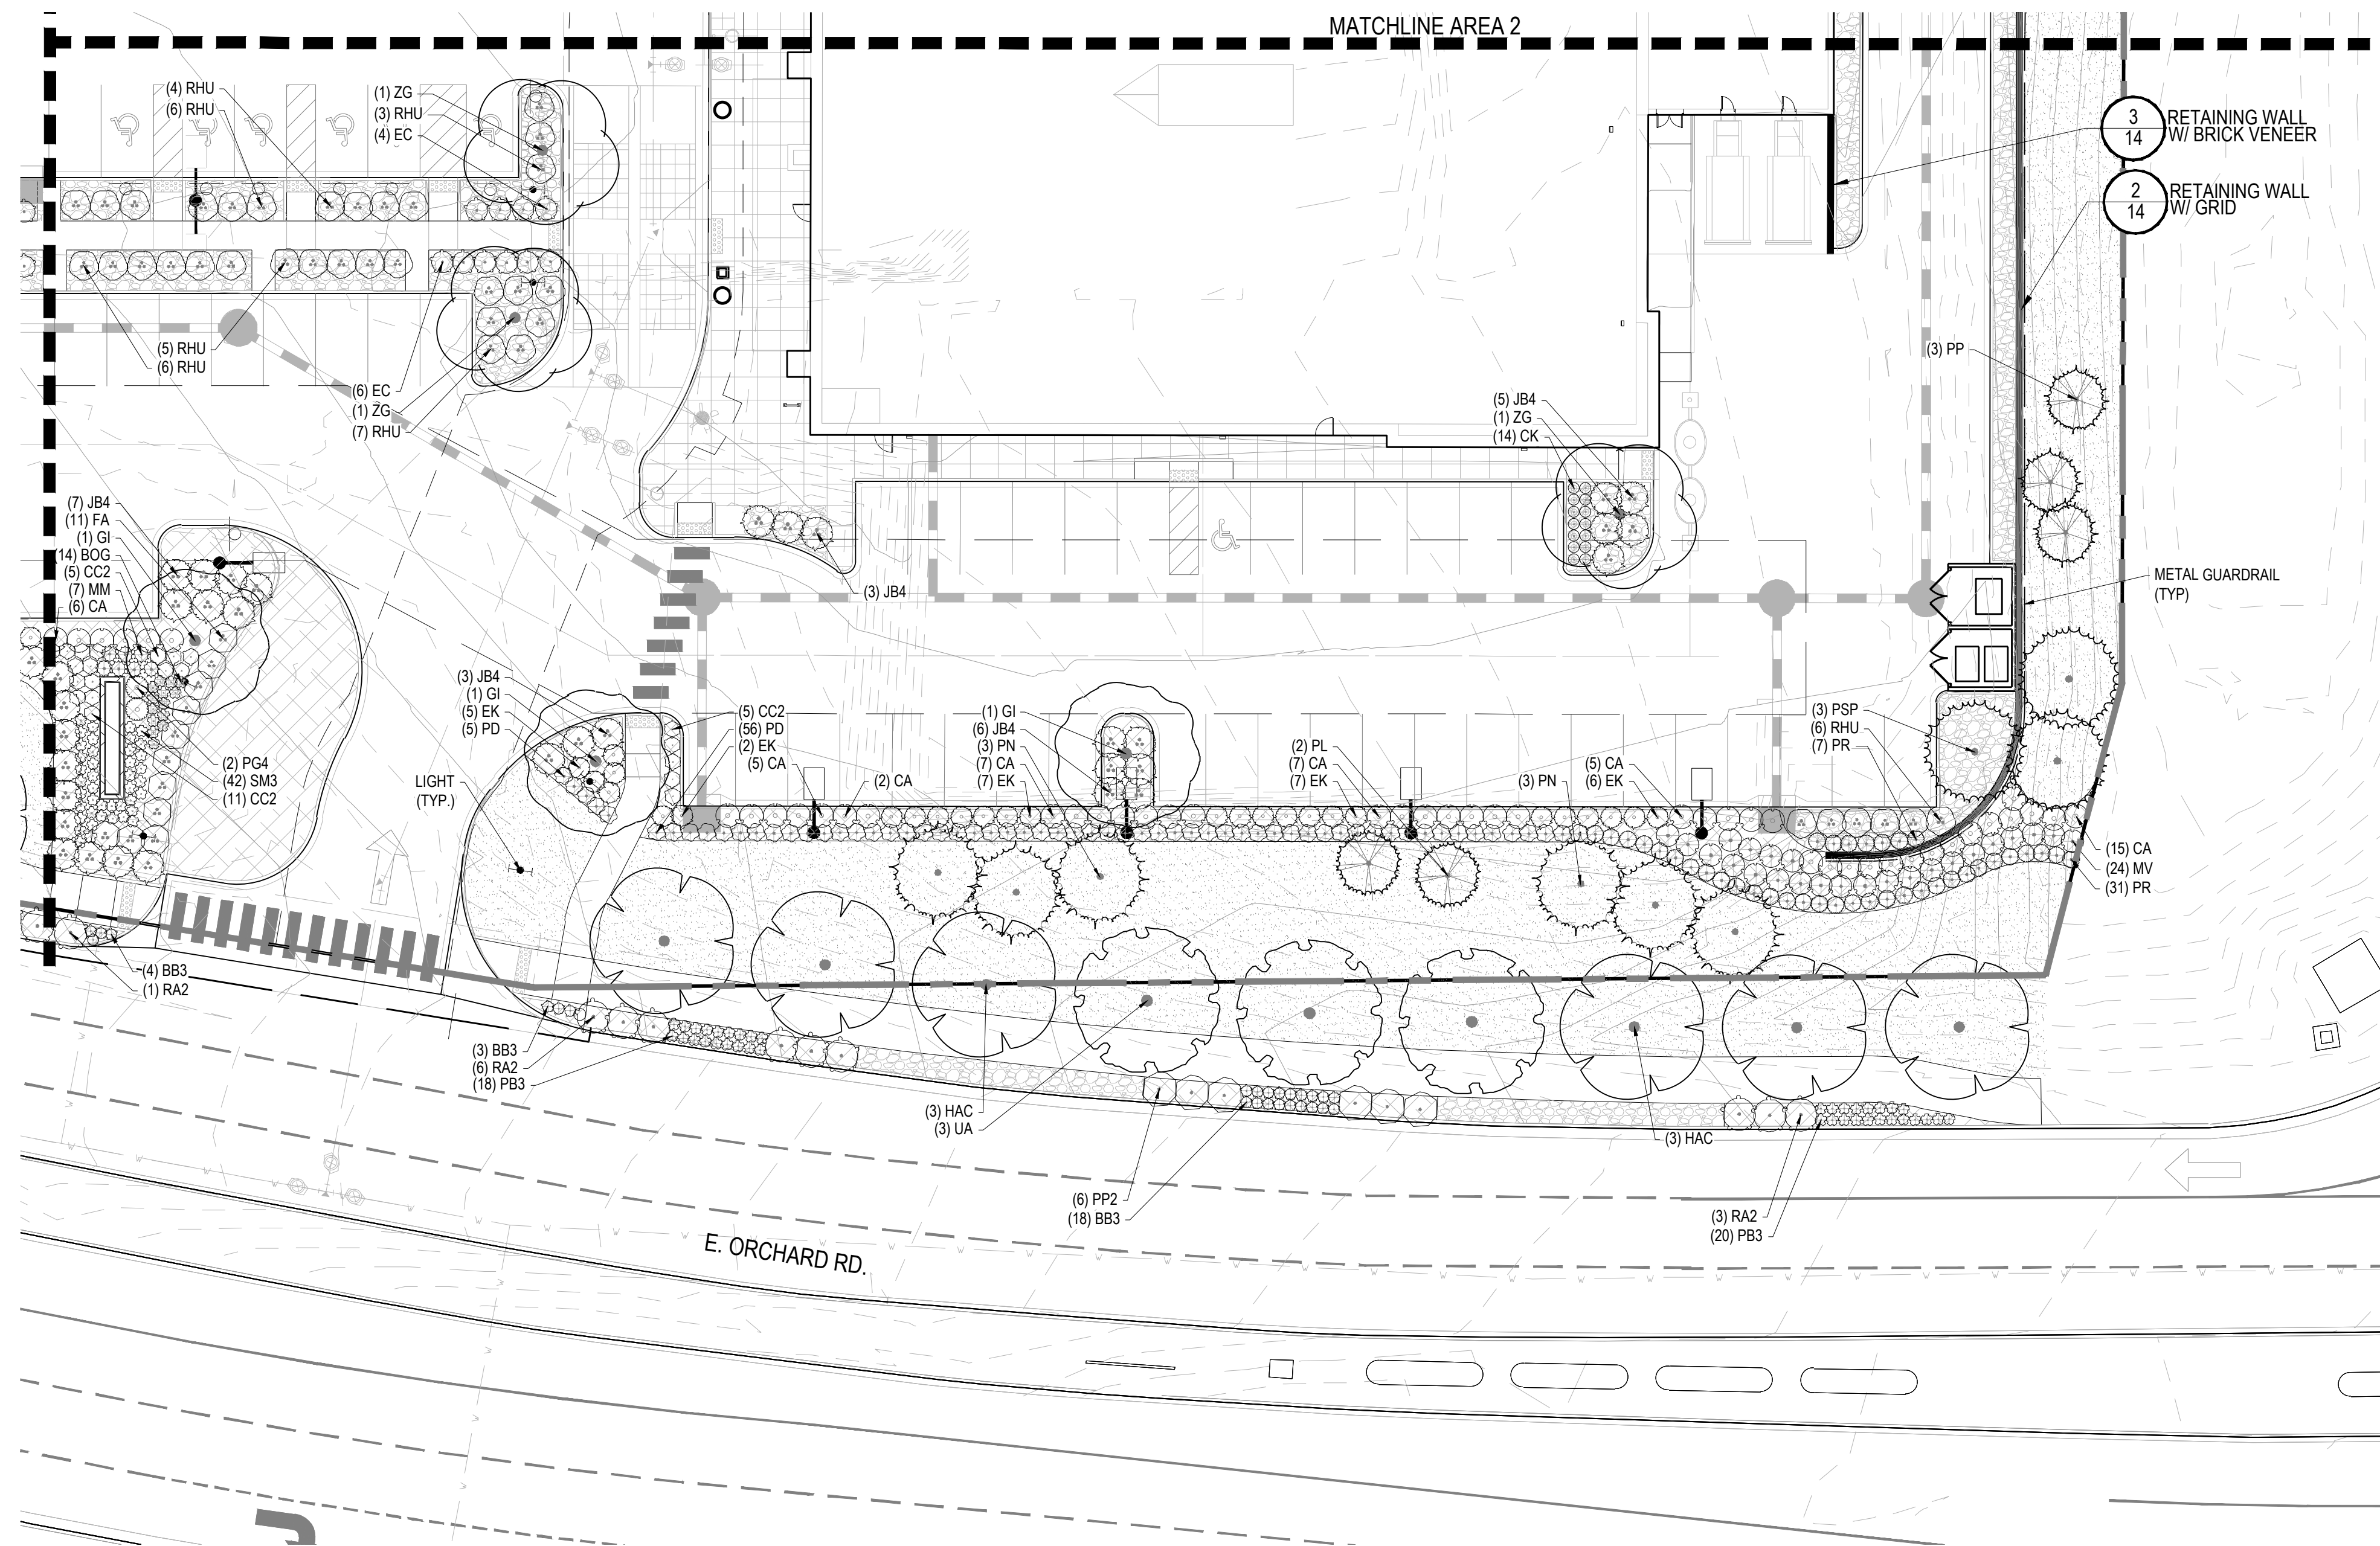 MATCHLINE AREA 2
(4) RHU
(6) RHU
(1) ZG
(3) RHU
(4) EC
3
14
RETAINING WALL
W/ BRICK VENEER
2
14
RETAINING WALL
W/ GRID
(5) RHU
(6) RHU
(6) EC
(1) ZG
(7) RHU
(3) PP
(5) JB4
(1) ZG
(14) CK
(7) JB4
(11) FA
(1) GI
(14) BOG
(5) CC2
(7) MM
(6) CA
(3) JB4
METAL GUARDRAIL
(TYP)
(3) JB4
(1) GI
(5) EK
(5) PD
(5) CC2
(56) PD
(2) EK
(5) CA
(2) CA
(1) GI
(6) JB4
(3) PN
(7) CA
(7) EK
(2) PL
(7) CA
(7) EK
(3) PN
(5) CA
(6) EK
(3) PSP
(6) RHU
(7) PR
(2) PG4
(42) SM3
(11) CC2
LIGHT
(TYP.)
(15) CA
(24) MV
(31) PR
(4) BB3
(1) RA2
(3) BB3
(6) RA2
(18) PB3
(3) HAC
(3) UA
(3) HAC
(6) PP2
(18) BB3
(3) RA2
(20) PB3
E. ORCHARD RD.